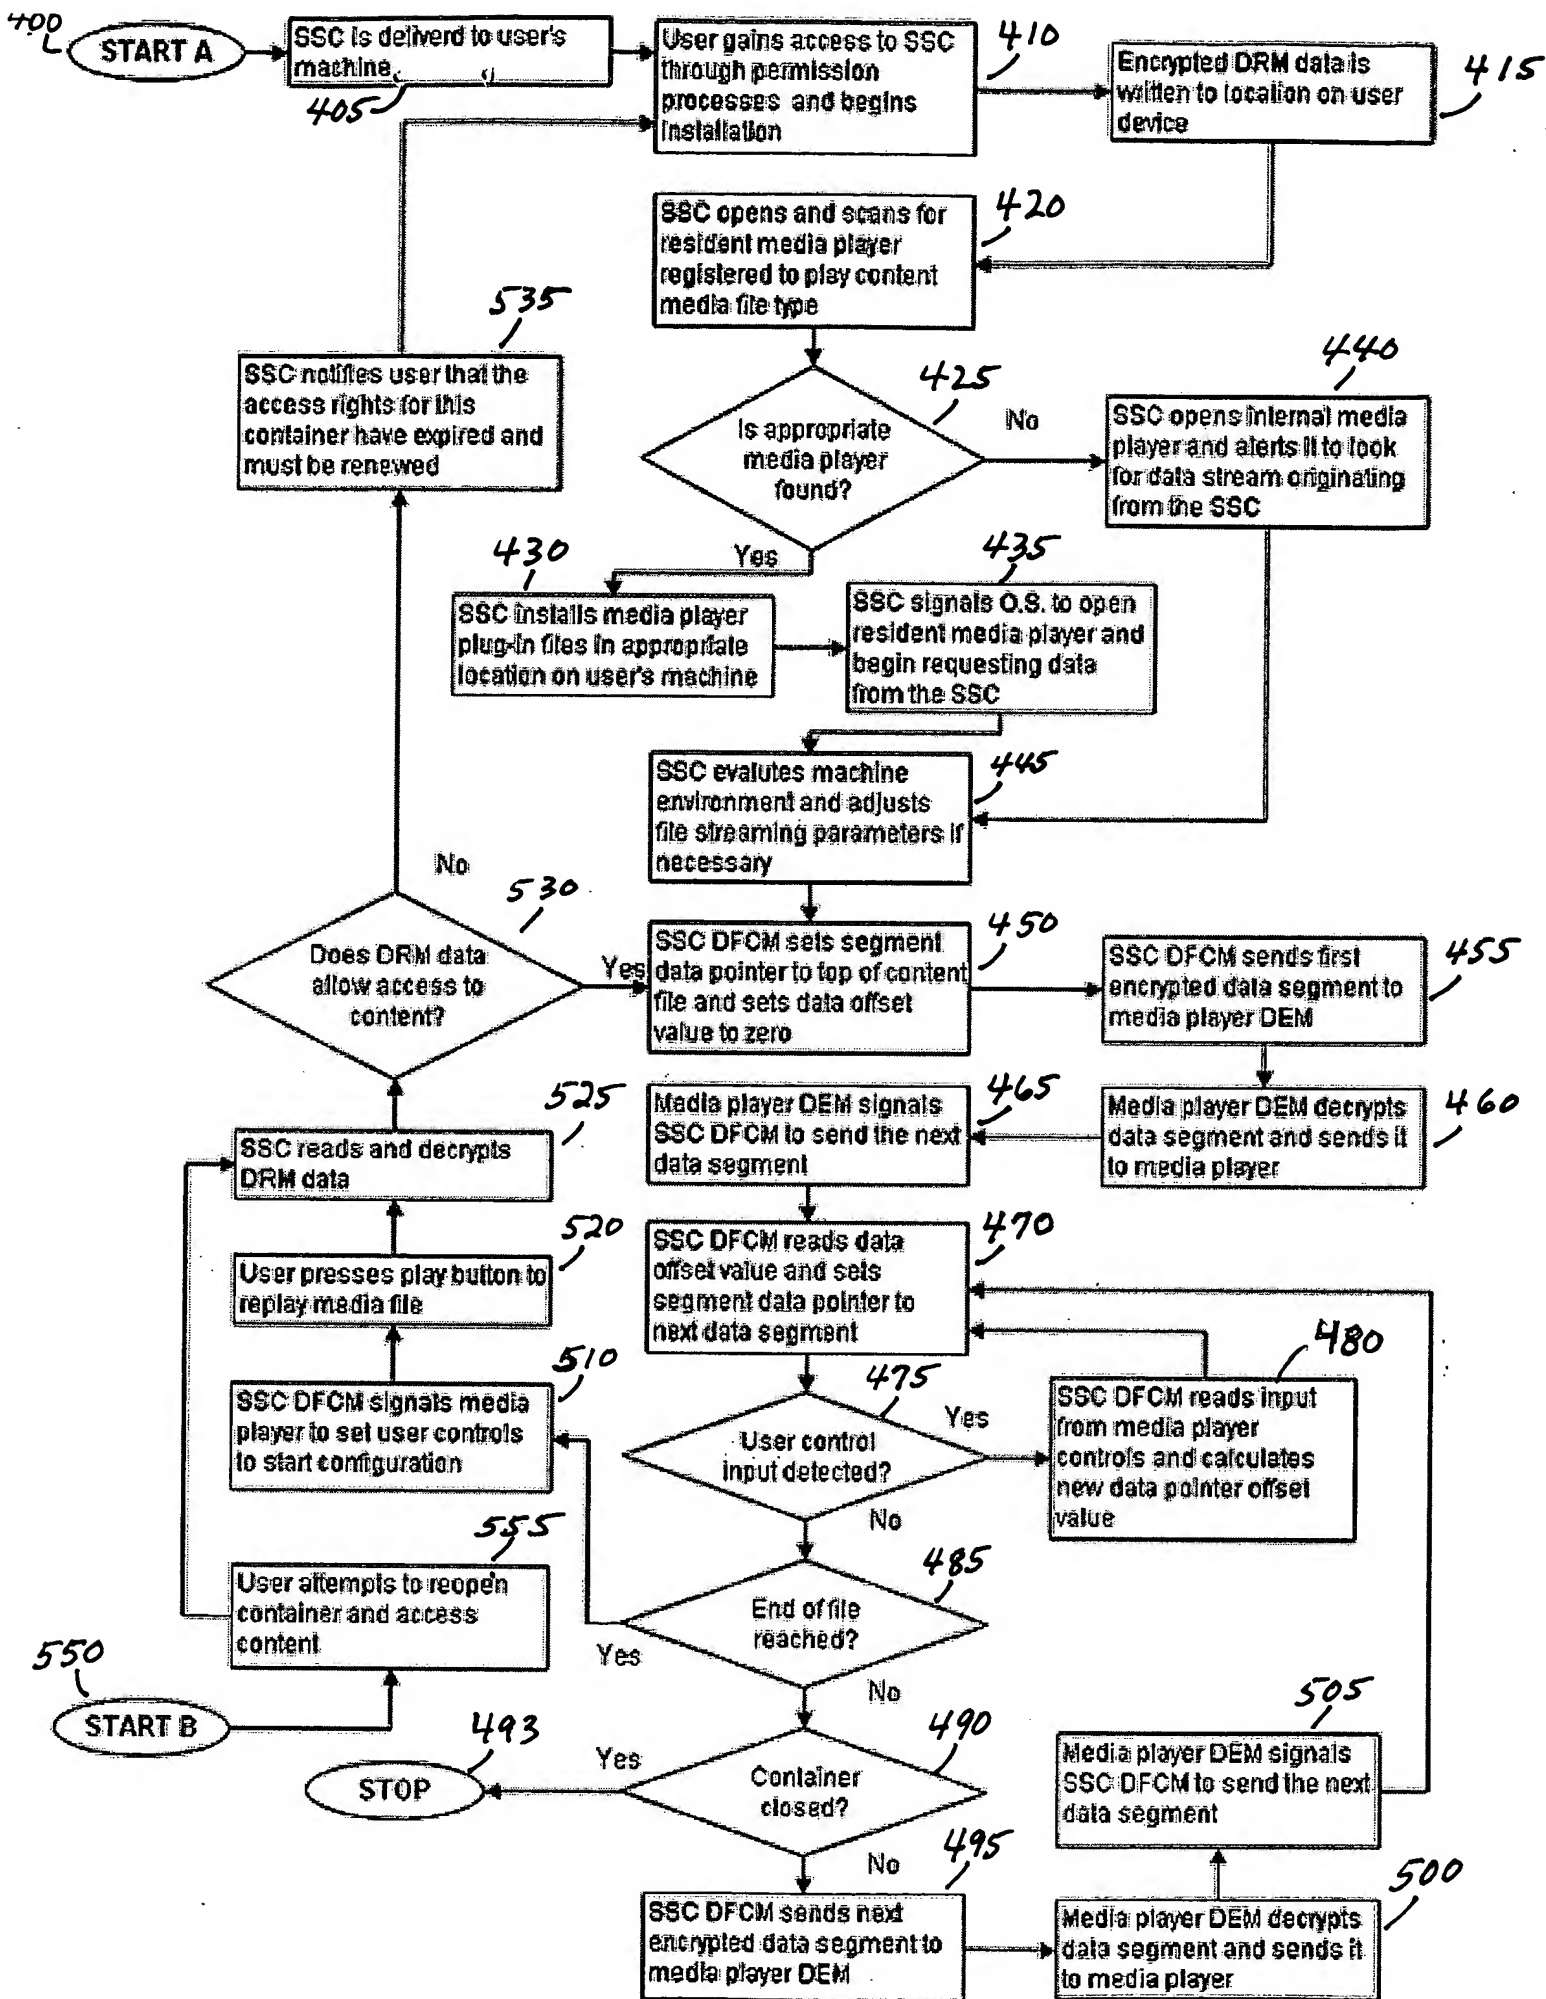 400
START A
SSC is deliverd to user's
machine
405
User gains access to SSC
through permission
processes and begins
installation
410
Encrypted DRM data is
written to location on user
device
415
SSC opens and scans for
resident media player
registered to play content
media file type
420
535
SSC notifies user that the
access rights for this
container have expired and
must be renewed
425
Is appropriate
media player
found?
No
440
SSC opens internal media
player and alerts it to look
for data stream originating
from the SSC
Yes
430
SSC installs media player
plug-in files in appropriate
location on user's machine
435
SSC signals O.S. to open
resident media player and
begin requesting data
from the SSC
SSC evalutes machine
environment and adjusts
file streaming parameters if
necessary
445
No
530
Does DRM data
allow access to
content?
Yes
SSC DFCM sets segment
data pointer to top of content
file and sets data offset
value to zero
450
SSC DFCM sends first
encrypted data segment to
media player DEM
455
Media player DEM signals
SSC DFCM to send the next
data segment
465
Media player DEM decrypts
data segment and sends it
to media player
460
525
SSC reads and decrypts
DRM data
SSC DFCM reads data
offset value and sets
segment data pointer to
next data segment
470
520
User presses play button to
replay media file
510
SSC DFCM signals media
player to set user controls
to start configuration
475
User control
input detected?
Yes
480
SSC DFCM reads input
from media player
controls and calculates
new data pointer offset
value
No
555
User attempts to reopen
container and access
content
485
End of file
reached?
Yes
No
550
START B
493
STOP
Yes
490
Container
closed?
No
505
Media player DEM signals
SSC DFCM to send the next
data segment
495
SSC DFCM sends next
encrypted data segment to
media player DEM
500
Media player DEM decrypts
data segment and sends it
to media player